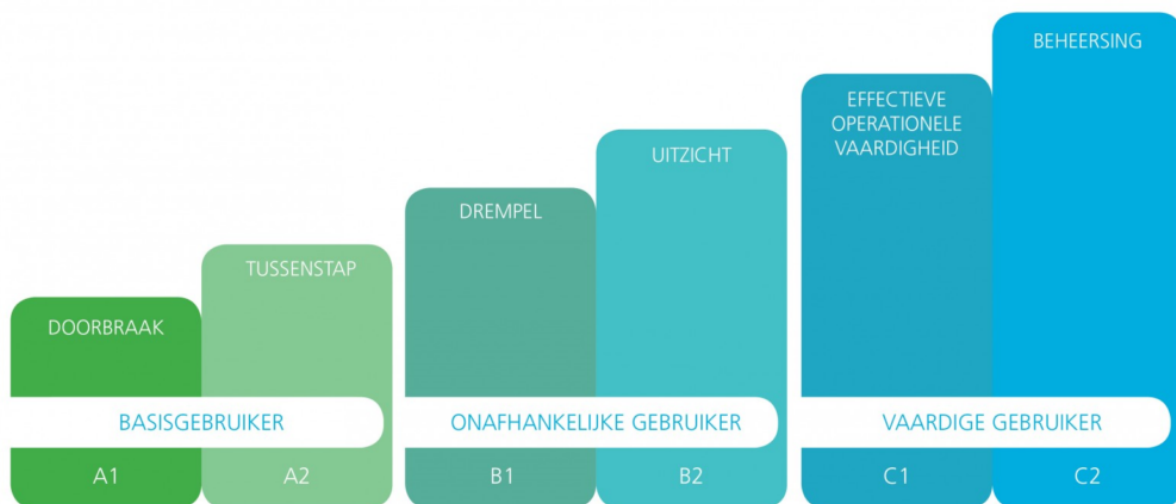 DOORBRAAK
TUSSENSTAP
DREMPEL
UITZICHT
EFFECTIEVE
OPERATIONELE
VAARDIGHEID
BEHEERSING
BASISGEBRUIKER
ONAFHANKELIJKE GEBRUIKER
VAARDIGE GEBRUIKER
A1
A2
B1
B2
C1
C2